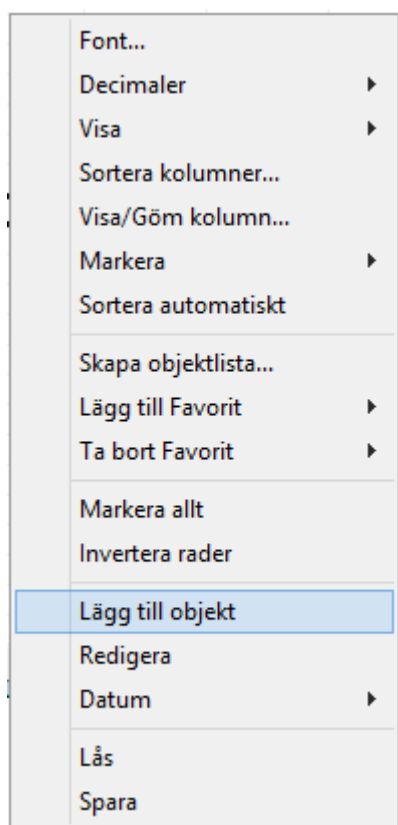 Font...
Decimaler
Visa
Sortera kolumner...
Visa/Göm kolumn...
Markera
Sortera automatiskt
Skapa objektlista...
Lägg till Favorit
Ta bort Favorit
Markera allt
Invertera rader
Lägg till objekt
Redigera
Datum
Lås
Spara